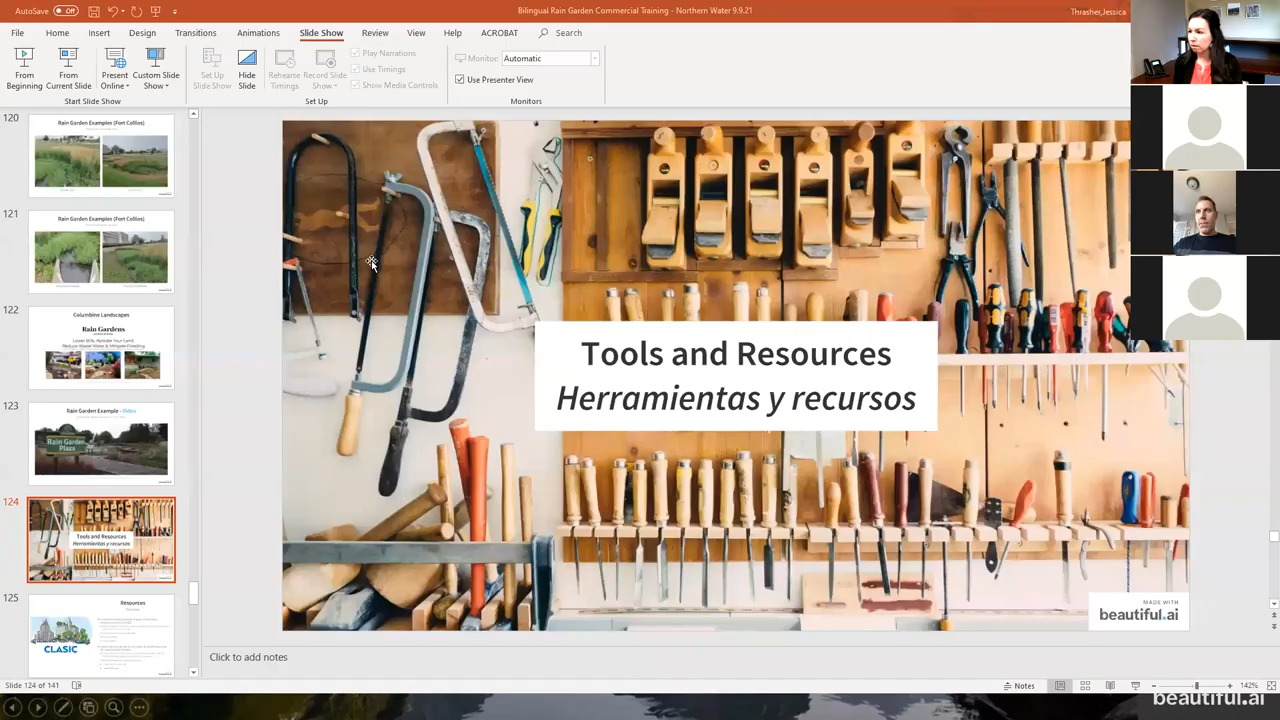 AutoSave
Off
Bilingual Rain Garden Commercial Training - Northern Water 9.9.21
Thrasher,Jessica
File
Home
Insert
Design
Transitions
Animations
Slide Show
Review
View
Help
ACROBAT
Search
From
Beginning
From
Current Slide
Present
Online
Custom Slide
Show
Start Slide Show
Set Up
Slide Show
Hide
Slide
Rehearse
Timings
Record Slide
Show
Play Narrations
Use Timings
Show Media Controls
Set Up
Monitor:
Automatic
Use Presenter View
Monitors
120
Rain Garden Examples (Fort Collins)
121
Rain Garden Examples (Fort Collins)
122
Columbine Landscapes
Rain Gardens
123
Rain Garden Example - Video
Rain Garden
Place
124
Tools and Resources
Herramientas y recursos
125
Resources
CLASIC
Tools and Resources
Herramientas y recursos
MADE WITH
beautiful.ai
Click to add notes
Slide 124 of 141
Notes
142%
beautiful.ai